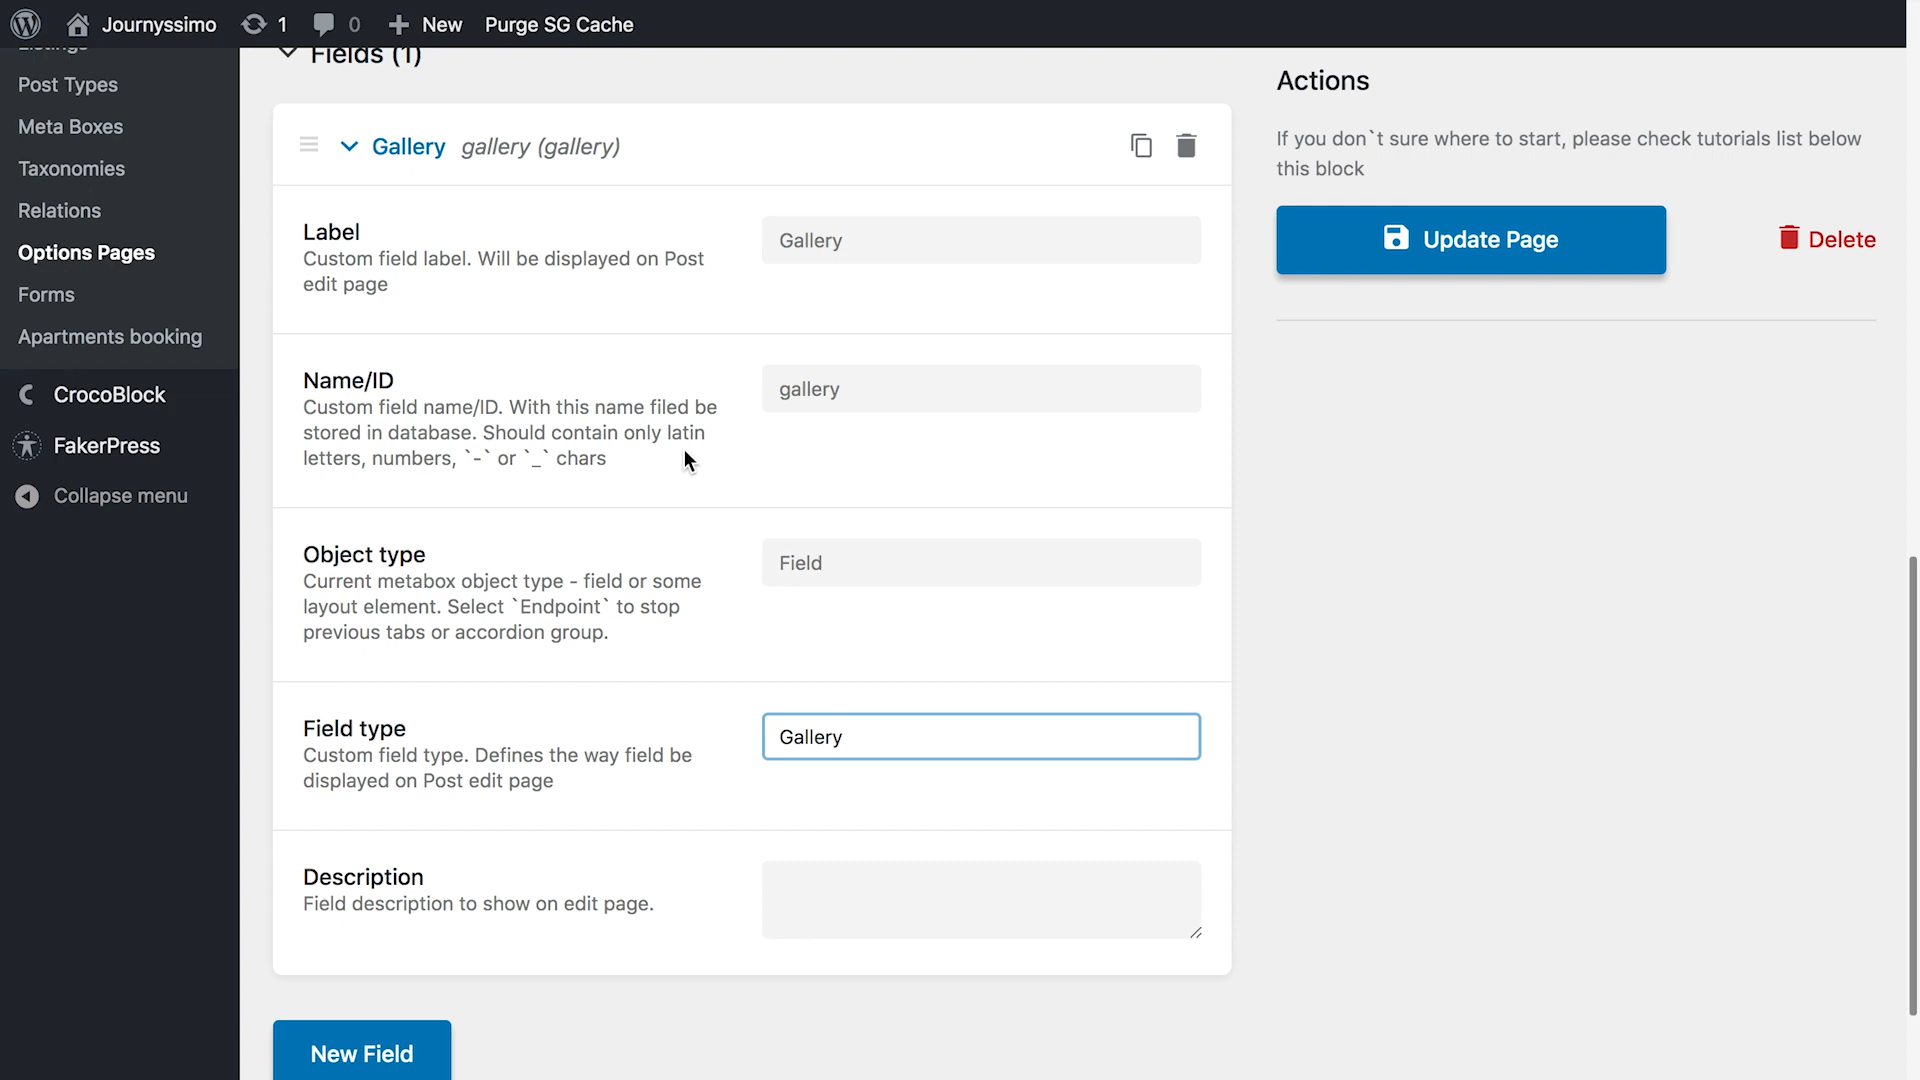 Journyssimo
1
0
New
Purge SG Cache
Listings
Post Types
Meta Boxes
Taxonomies
Relations
Options Pages
Forms
Apartments booking
CrocoBlock
FakerPress
Collapse menu
Fields (1)
Gallery gallery (gallery)
Label
Custom field label. Will be displayed on Post
edit page
Gallery
Name/ID
Custom field name/ID. With this name filed be
stored in database. Should contain only latin
letters, numbers, `-` or `_` chars
gallery
Object type
Current metabox object type - field or some
layout element. Select `Endpoint` to stop
previous tabs or accordion group.
Field
Field type
Custom field type. Defines the way field be
displayed on Post edit page
Gallery
Description
Field description to show on edit page.
New Field
Actions
If you don`t sure where to start, please check tutorials list below
this block
Update Page
Delete